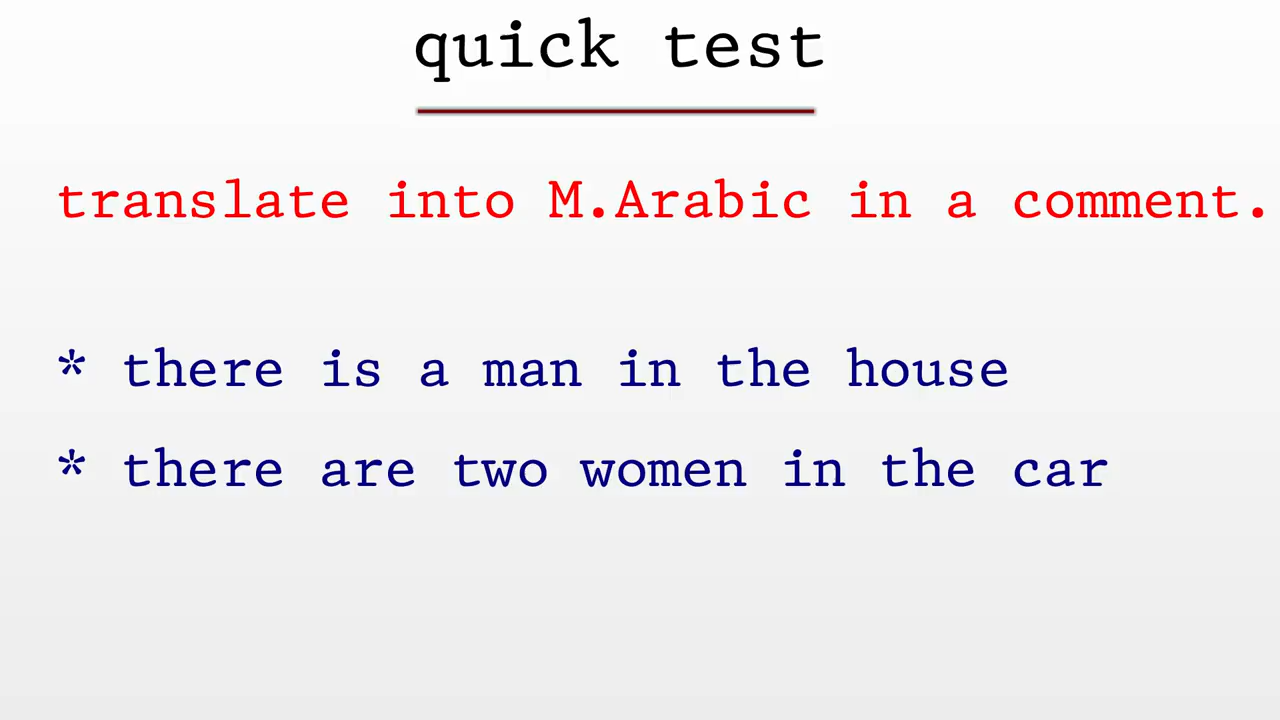 quick test
translate into M.Arabic in a comment.
* there is a man in the house
* there are two women in the car